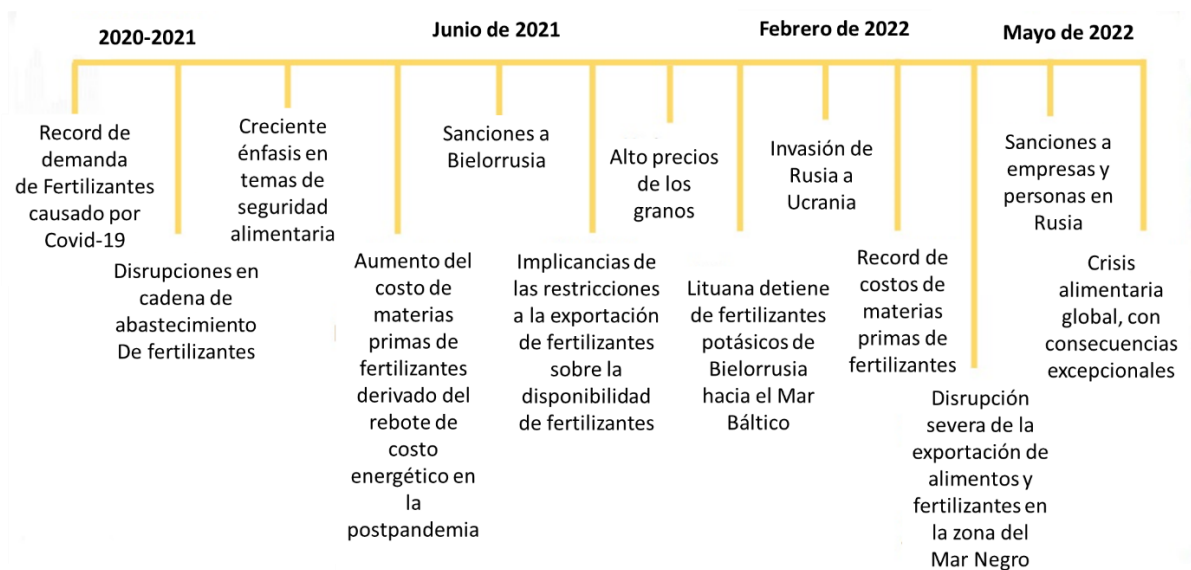 2020-2021
Junio de 2021
Febrero de 2022
Mayo de 2022
Record de
demanda
de Fertilizantes
causado por
Covid-19
Disrupciones en
cadena de
abastecimiento
De fertilizantes
Creciente
énfasis en
temas de
seguridad
alimentaria
Aumento del
costo de
materias
primas de
fertilizantes
derivado del
rebote de
costo
energético en
la
postpandemia
Sanciones a
Bielorrusia
Implicancias de
las restricciones
a la exportación
de fertilizantes
sobre la
disponibilidad
de fertilizantes
Alto precios
de los
granos
Lituana detiene
de fertilizantes
potásicos de
Bielorrusia
hacia el Mar
Báltico
Invasión de
Rusia a
Ucrania
Record de
costos de
materias
primas de
fertilizantes
Disrupción
severa de la
exportación de
alimentos y
fertilizantes en
la zona del
Mar Negro
Sanciones a
empresas y
personas en
Rusia
Crisis
alimentaria
global, con
consecuencias
excepcionales